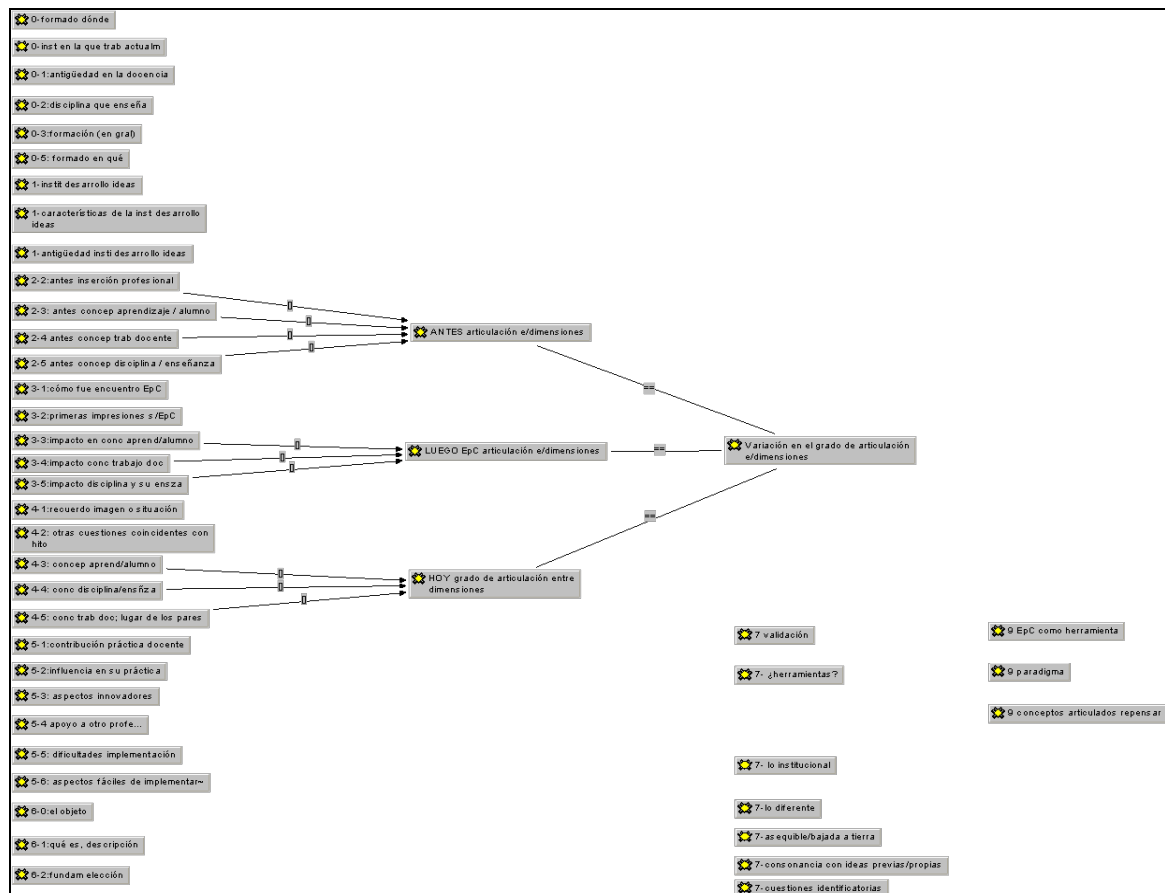 0-formado dónde
0-inst en la que trab actualm
0-1:antigüedad en la docencia
0-2:disciplina que enseña
0-3:formación (en gral)
0-5: formado en qué
1-instit desarrollo ideas
1-características de la inst desarrollo
ideas
1-antigüedad insti desarrollo ideas
2-2:antes inserción profesional
2-3: antes concep aprendizaje / alumno
2-4 antes concep trab docente
2-5 antes concep disciplina / enseñanza
3-1:cómo fue encuentro EpC
3-2:primeras impresiones s/EpC
3-3:impacto en conc aprend/alumno
3-4:impacto conc trabajo doc
3-5:impacto disciplina y su ensza
4-1:recuerdo imagen o situación
4-2: otras cuestiones coincidentes con
hito
4-3: concep aprend/alumno
4-4: conc disciplina/ensñza
4-5: conc trab doc; lugar de los pares
5-1:contribución práctica docente
5-2:influencia en su práctica
5-3: aspectos innovadores
5-4 apoyo a otro profe...
5-5: dificultades implementación
5-6: aspectos fáciles de implementar~
6-0:el objeto
6-1:qué es, descripción
6-2:fundam elección
[]
[]
[]
[]
ANTES articulación e/dimensiones
[]
[]
[]
LUEGO EpC articulación e/dimensiones
[]
[]
[]
HOY grado de articulación entre
dimensiones
==
==
==
Variación en el grado de articulación
e/dimensiones
7 validación
7- ¿herramientas?
7- lo institucional
7-lo diferente
7-asequible/bajada a tierra
7-consonancia con ideas previas/propias
7-cuestiones identificatorias
9 EpC como herramienta
9 paradigma
9 conceptos articulados repensar